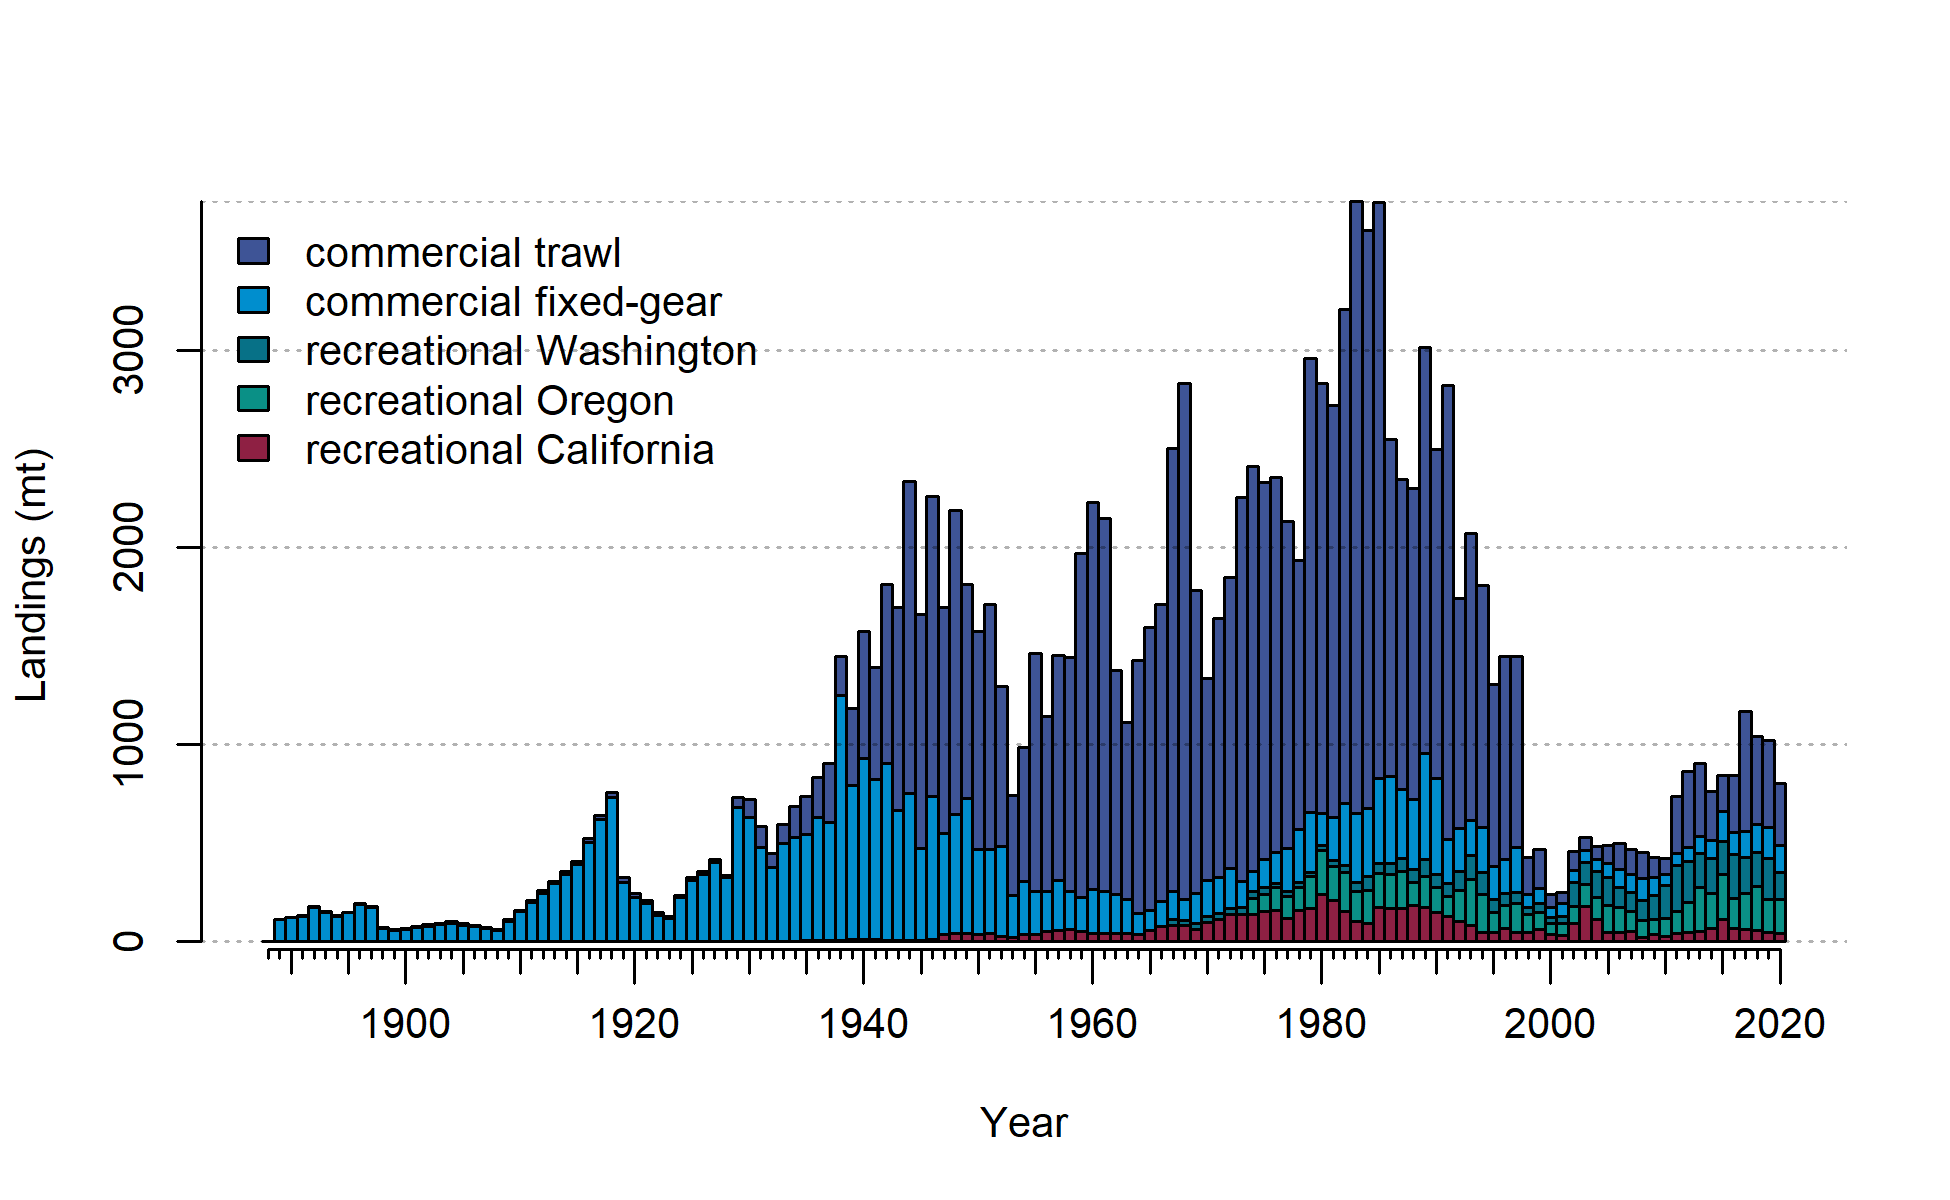 commercial trawl
commercial fixed-gear
recreational Washington
recreational Oregon
recreational California
Landings (mt)
3000
2000
1000
0
1900 1920 1940 1960 1980 2000 2020
Year